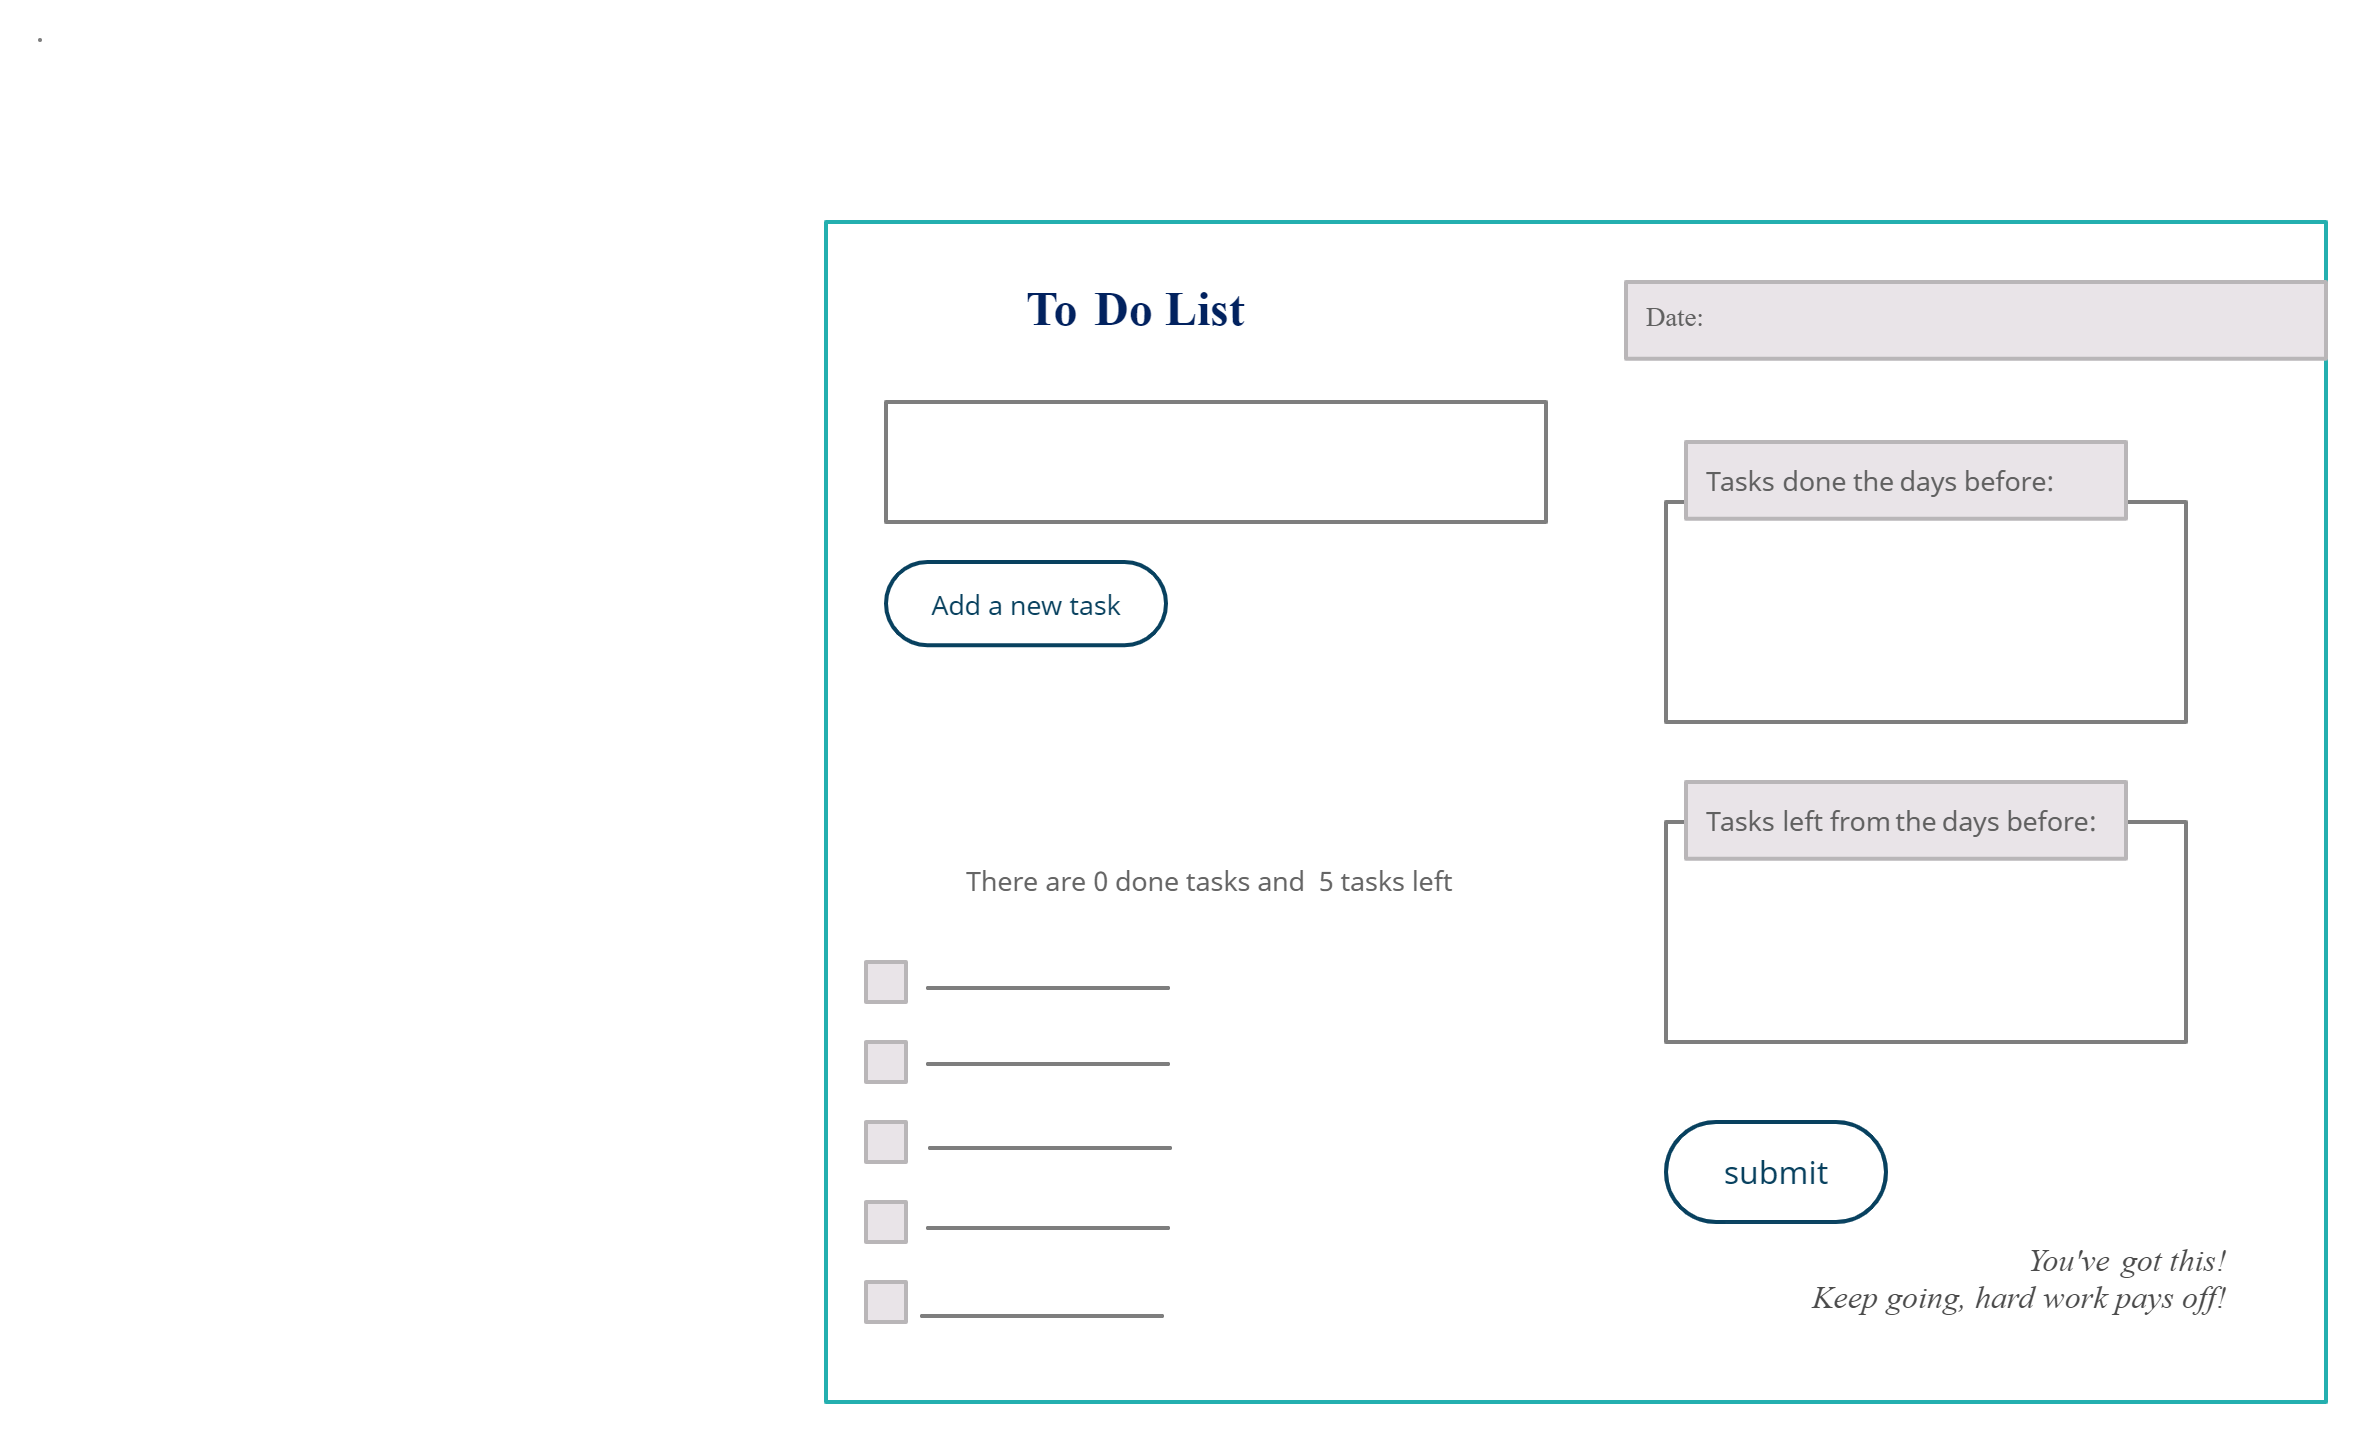 To Do List
Date:
Tasks done the days before:
Add a new task
Tasks left from the days before:
There are 0 done tasks and 5 tasks left
submit
You've got this!
Keep going, hard work pays off!